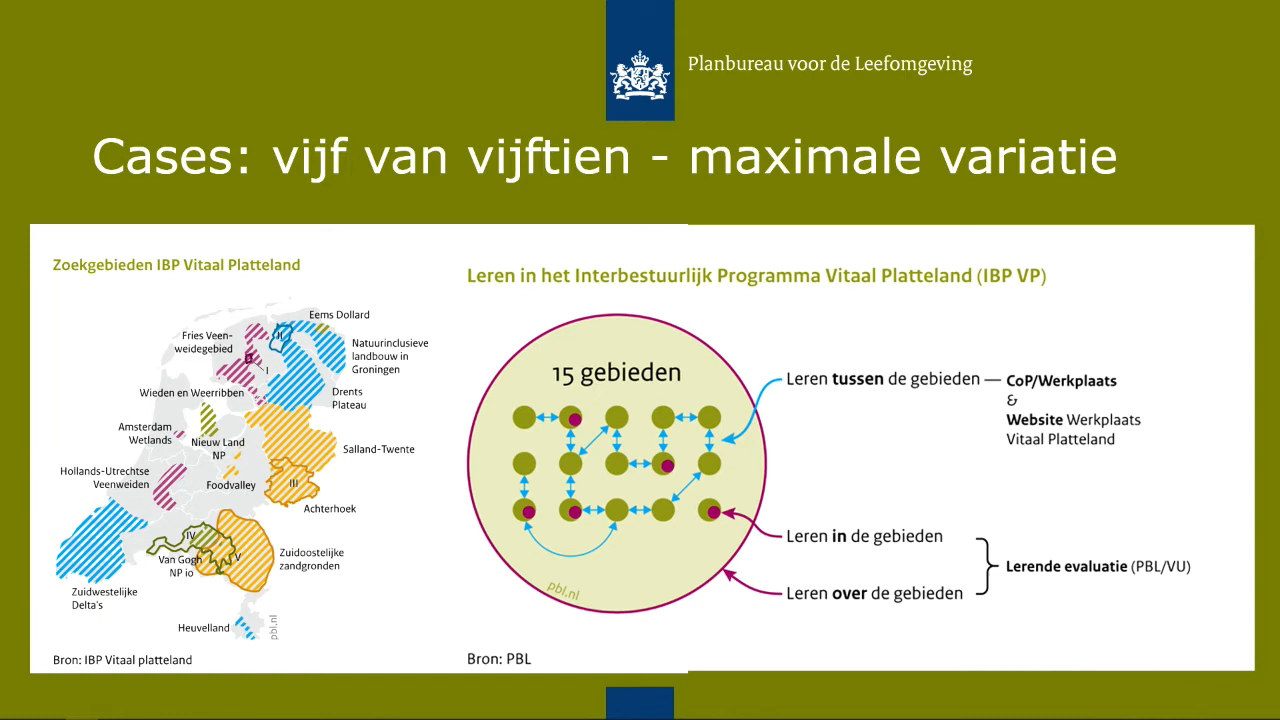 Planbureau voor de Leefomgeving
Cases: vijf van vijftien - maximale variatie
Zoekgebieden IBP Vitaal Platteland
Eems Dollard
Fries Veen-
weidegebied
II
Natuurinclusieve
landbouw in
Groningen
I
Wieden en Weerribben
Drents
Plateau
Amsterdam
Wetlands
Nieuw Land
NP
Salland-Twente
Hollands-Utrechtse
Veenweiden
Foodvalley
III
Achterhoek
IV
V
Van Gogh
NP io
Zuidoostelijke
zandgronden
Zuidwestelijke
Delta's
Heuvelland
pbl.nl
Bron: IBP Vitaal platteland
Leren in het Interbestuurlijk Programma Vitaal Platteland (IBP VP)
15 gebieden
Leren tussen de gebieden — CoP/Werkplaats
&
Website Werkplaats
Vitaal Platteland
Leren in de gebieden
Lerende evaluatie (PBL/VU)
Leren over de gebieden
pbl.nl
Bron: PBL